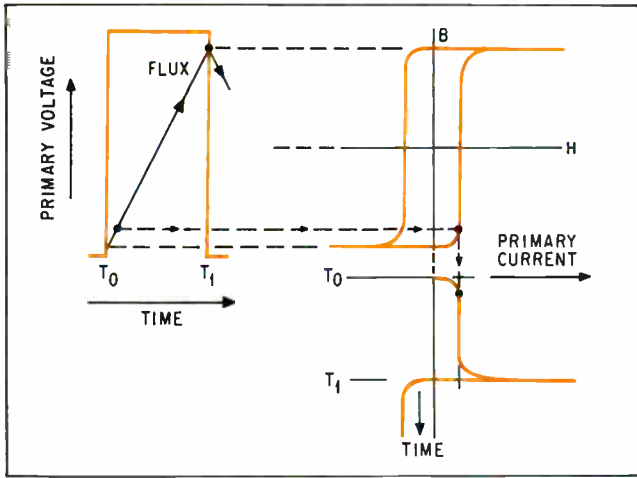 PRIMARY VOLTAGE
FLUX
T0
T1
TIME
B
H
PRIMARY
CURRENT
T0
T1
TIME